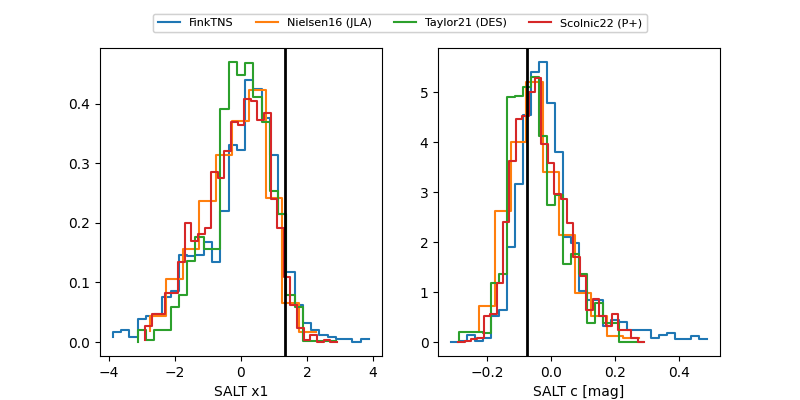 FinkTNS Nielsen16 (JLA) Taylor21 (DES) Scolnic22 (P+)
0.4
0.3
0.2
0.1
0.0
−4 −2 0 2 4
SALT x1
5
4
3
2
1
0
−0.2 0.0 0.2 0.4
SALT c [mag]